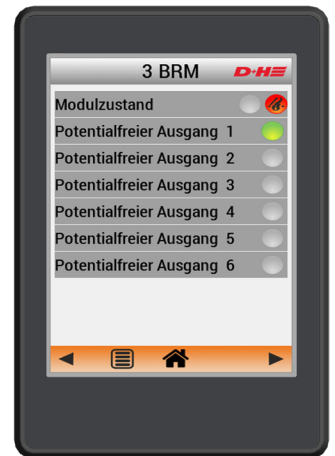 3 BRM D+H
Modulzustand
Potentialfreier Ausgang 1
Potentialfreier Ausgang 2
Potentialfreier Ausgang 3
Potentialfreier Ausgang 4
Potentialfreier Ausgang 5
Potentialfreier Ausgang 6